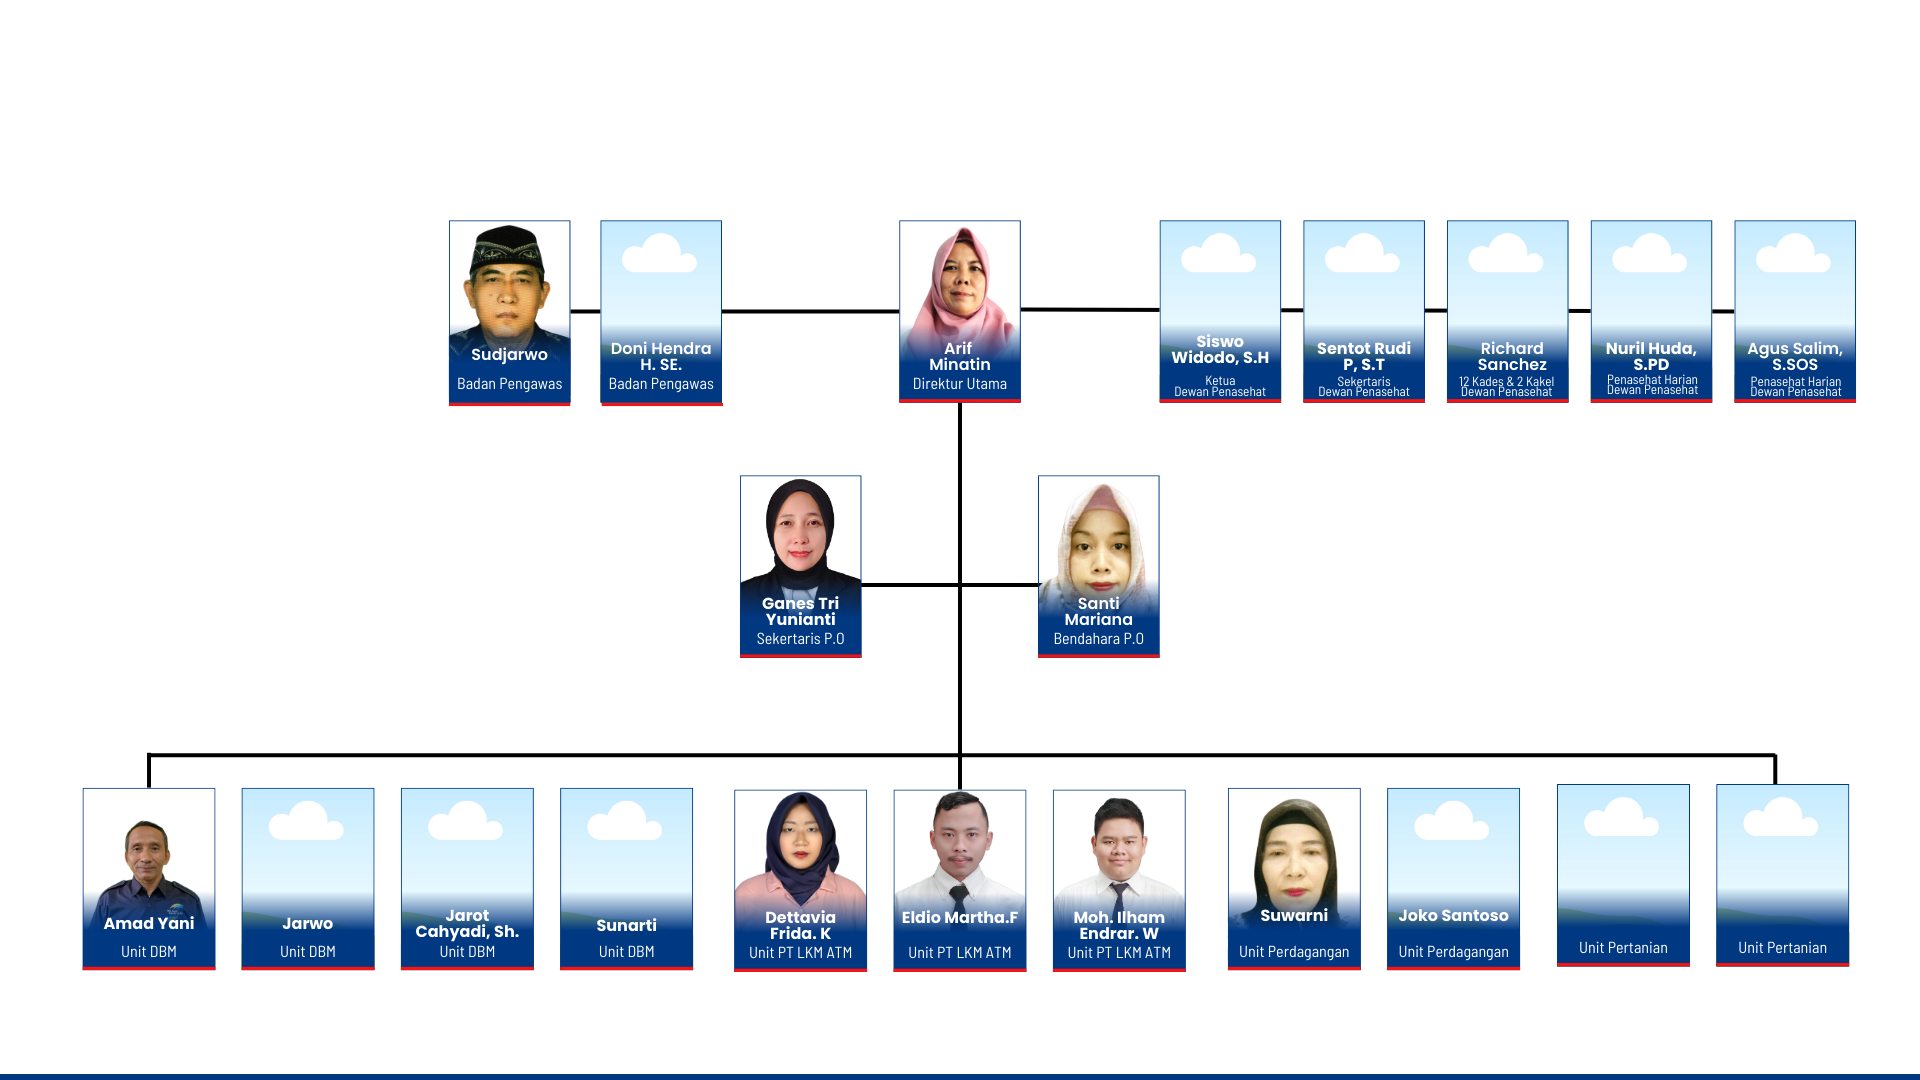 Sudjarwo
Badan Pengawas
Doni Hendra
H. SE.
Badan Pengawas
Arif
Minatin
Direktur Utama
Siswo
Widodo, S.H
Ketua
Dewan Penasehat
Sentot Rudi
P, S.T
Sekertaris
Dewan Penasehat
Richard
Sanchez
12 Kades & 2 Kakel
Dewan Penasehat
Nuril Huda,
S.PD
Penasehat Harian
Dewan Penasehat
Agus Salim,
S.SOS
Penasehat Harian
Dewan Penasehat
Ganes Tri
Yunianti
Sekertaris P.O
Santi
Mariana
Bendahara P.O
Amad Yani
Unit DBM
Jarwo
Unit DBM
Jarot
Cahyadi, Sh.
Unit DBM
Sunarti
Unit DBM
Dettavia
Frida. K
Unit PT LKM ATM
Eldio Martha.F
Unit PT LKM ATM
Moh. Ilham
Endrar. W
Unit PT LKM ATM
Suwarni
Unit Perdagangan
Joko Santoso
Unit Perdagangan
Unit Pertanian
Unit Pertanian